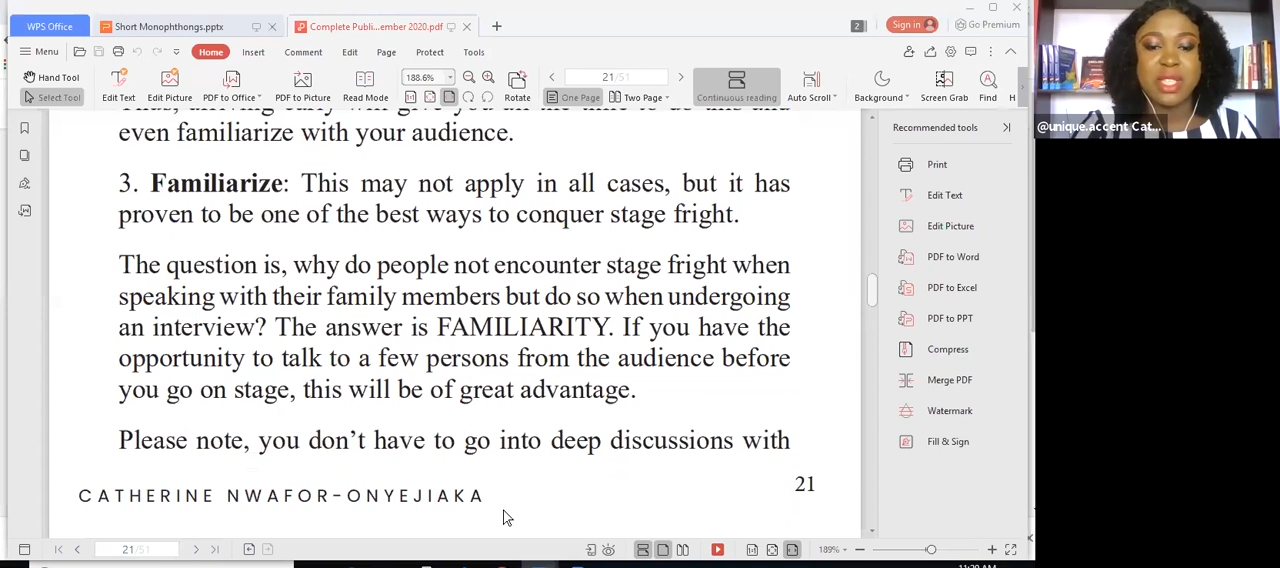 WPS Office
Short Monophthongs.pptx
Complete Publi...ember 2020.pdf
2
Sign in
Go Premium
Menu
Home
Insert
Comment
Edit
Page
Protect
Tools
Hand Tool
Select Tool
Edit Text
Edit Picture
PDF to Office
PDF to Picture
Read Mode
188.6%
Rotate
21/51
One Page
Two Page
Continuous reading
Auto Scroll
Background
Screen Grab
Find
H
even familiarize with your audience.
3. Familiarize: This may not apply in all cases, but it has
proven to be one of the best ways to conquer stage fright.
The question is, why do people not encounter stage fright when
speaking with their family members but do so when undergoing
an interview? The answer is FAMILIARITY. If you have the
opportunity to talk to a few persons from the audience before
you go on stage, this will be of great advantage.
Please note, you don't have to go into deep discussions with
21
CATHERINE NWAFOR-ONYEJIAKA
Recommended tools
Print
Edit Text
Edit Picture
PDF to Word
PDF to Excel
PDF to PPT
Compress
Merge PDF
Watermark
Fill & Sign
@unique.accent Cat...
21/51
189%